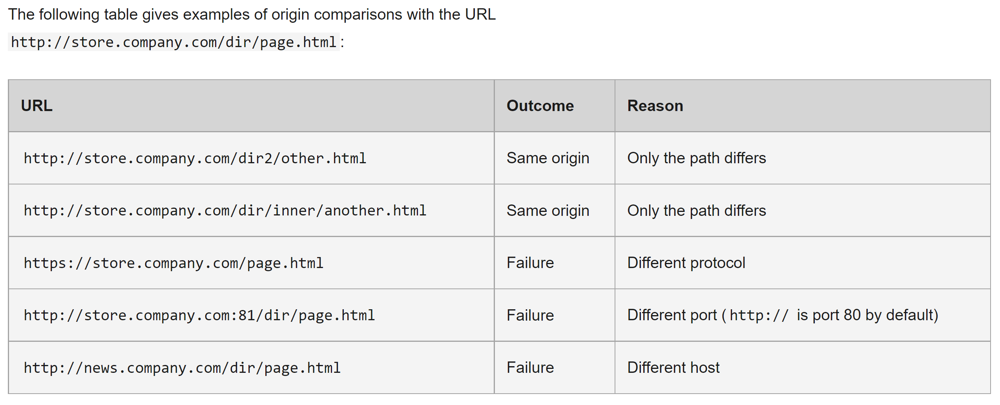 The following table gives examples of origin comparisons with the URL
http://store.company.com/dir/page.html:
URL Outcome Reason
http://store.company.com/dir2/other.html Same origin Only the path differs
http://store.company.com/dir/inner/another.html Same origin Only the path differs
https://store.company.com/page.html Failure Different protocol
http://store.company.com:81/dir/page.html Failure Different port (http:// is port 80 by default)
http://news.company.com/dir/page.html Failure Different host